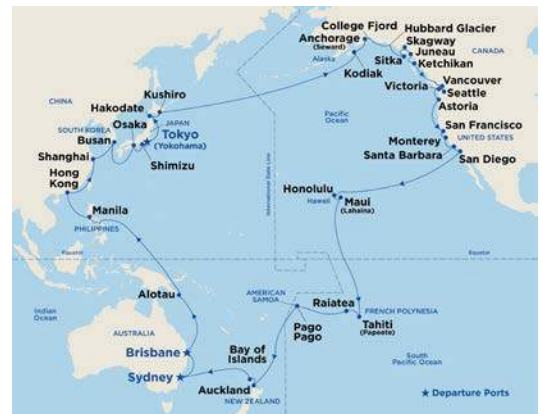 College Fjord
Hubbard Glacier
Anchorage
(Seward)
Skagway
Juneau
CANADA
Alaska
Sitka
Ketchikan
Kodiak
Kushiro
Vancouver
Victoria
Seattle
CHINA
Hakodate
Astoria
Osaka
JAPAN
Pacific
Ocean
SOUTH KOREA
Tokyo
(Yokohama)
San Francisco
Busan
Monterey
UNITED STATES
Shanghai
Shimizu
Santa Barbara
San Diego
Hong
Kong
International Date Line
Honolulu
Maui
Hawaii
(Lahaina)
Manila
PHILIPPINES
Equator
Equator
Alotau
AMERICAN
SAMOA
Raiatea
FRENCH POLYNESIA
Indian
Ocean
Pago
Pago
Tahiti
(Papeete)
AUSTRALIA
Brisbane
Bay of
Islands
South
Pacific Ocean
Sydney
Auckland
NEW ZEALAND
Departure Ports